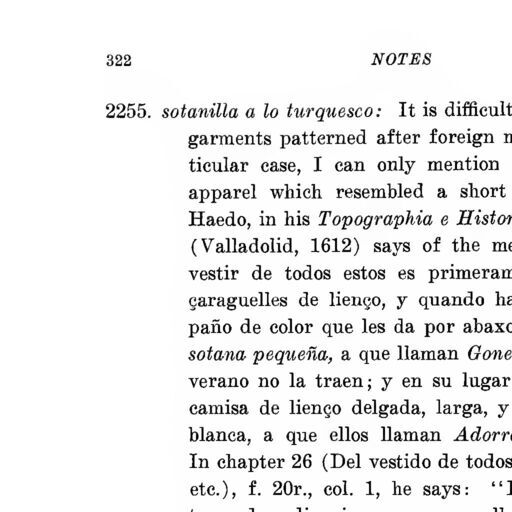 322 NOTES
2255. sotanilla a lo turquesco: It is difficult
garments patterned after foreign
ticular case, I can only mention
apparel which resembled a short
Haedo, in his Topographia e Histor
(Valladolid, 1612) says of the me
vestir de todos estos es primeram
çaraguelles de lienço, y quando ha
paño de color que les da por abaxo
sotana pequeña, a que llaman Gone
verano no la traen; y en su lugar
camisa de lienço delgada, larga, y
blanca, a que ellos llaman Adorr
In chapter 26 (Del vestido de todos
etc.), f. 20r., col. 1, he says: